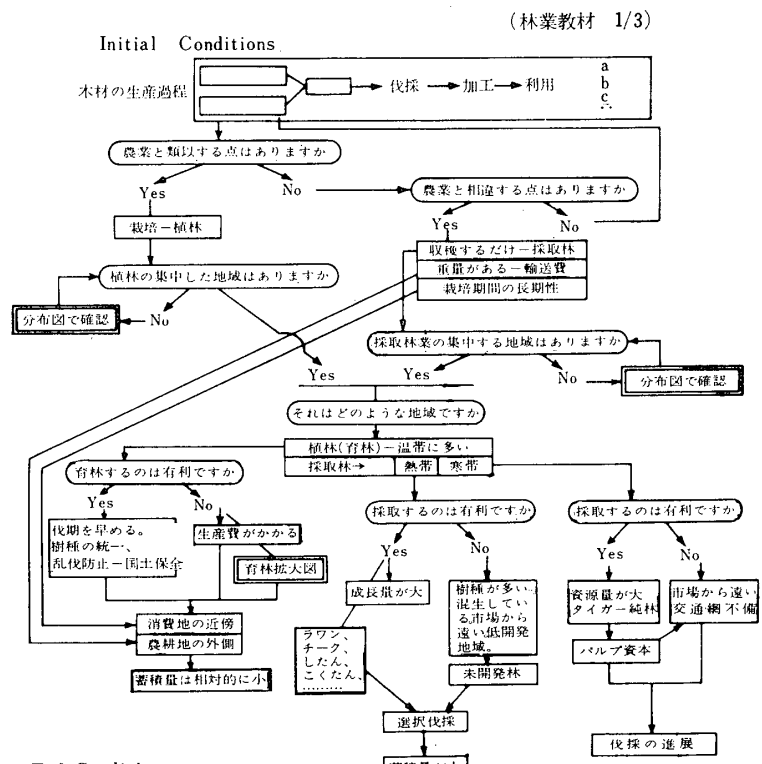 (林業教材 1/3)
Initial Conditions
木材の生産過程
伐採
加工
利用
a
b
c
農業と類以する点はありますか
Yes
No
農業と相違する点はありますか
Yes
No
栽培－植林
収穫するだけ－採取林
重量がある－輸送費
栽培期間の長期性
植林の集中した地域はありますか
分布図で確認
No
採取林業の集中する地域はありますか
Yes
Yes
No
分布図で確認
それはどのような地域ですか
植林(育林)－温帯に多い
採取林→
熱帯
寒帯
育林するのは有利ですか
Yes
No
採取するのは有利ですか
採取するのは有利ですか
伐期を早める。
樹種の統一、
乱伐防止－国土保全
生産費がかかる
育林拡大図
Yes
No
Yes
No
成長量が大
樹種が多い。
混生してい
る,市場から
遠い,低開発
地域。
資源量が大
タイガー純林
市場から遠い
交通網不備
消費地の近傍
農耕地の外側
ラワン、
チーク、
したん、
こくたん、
………
パルプ資本
蓄積量は相対的に小
未開発林
選択伐採
伐採の進展